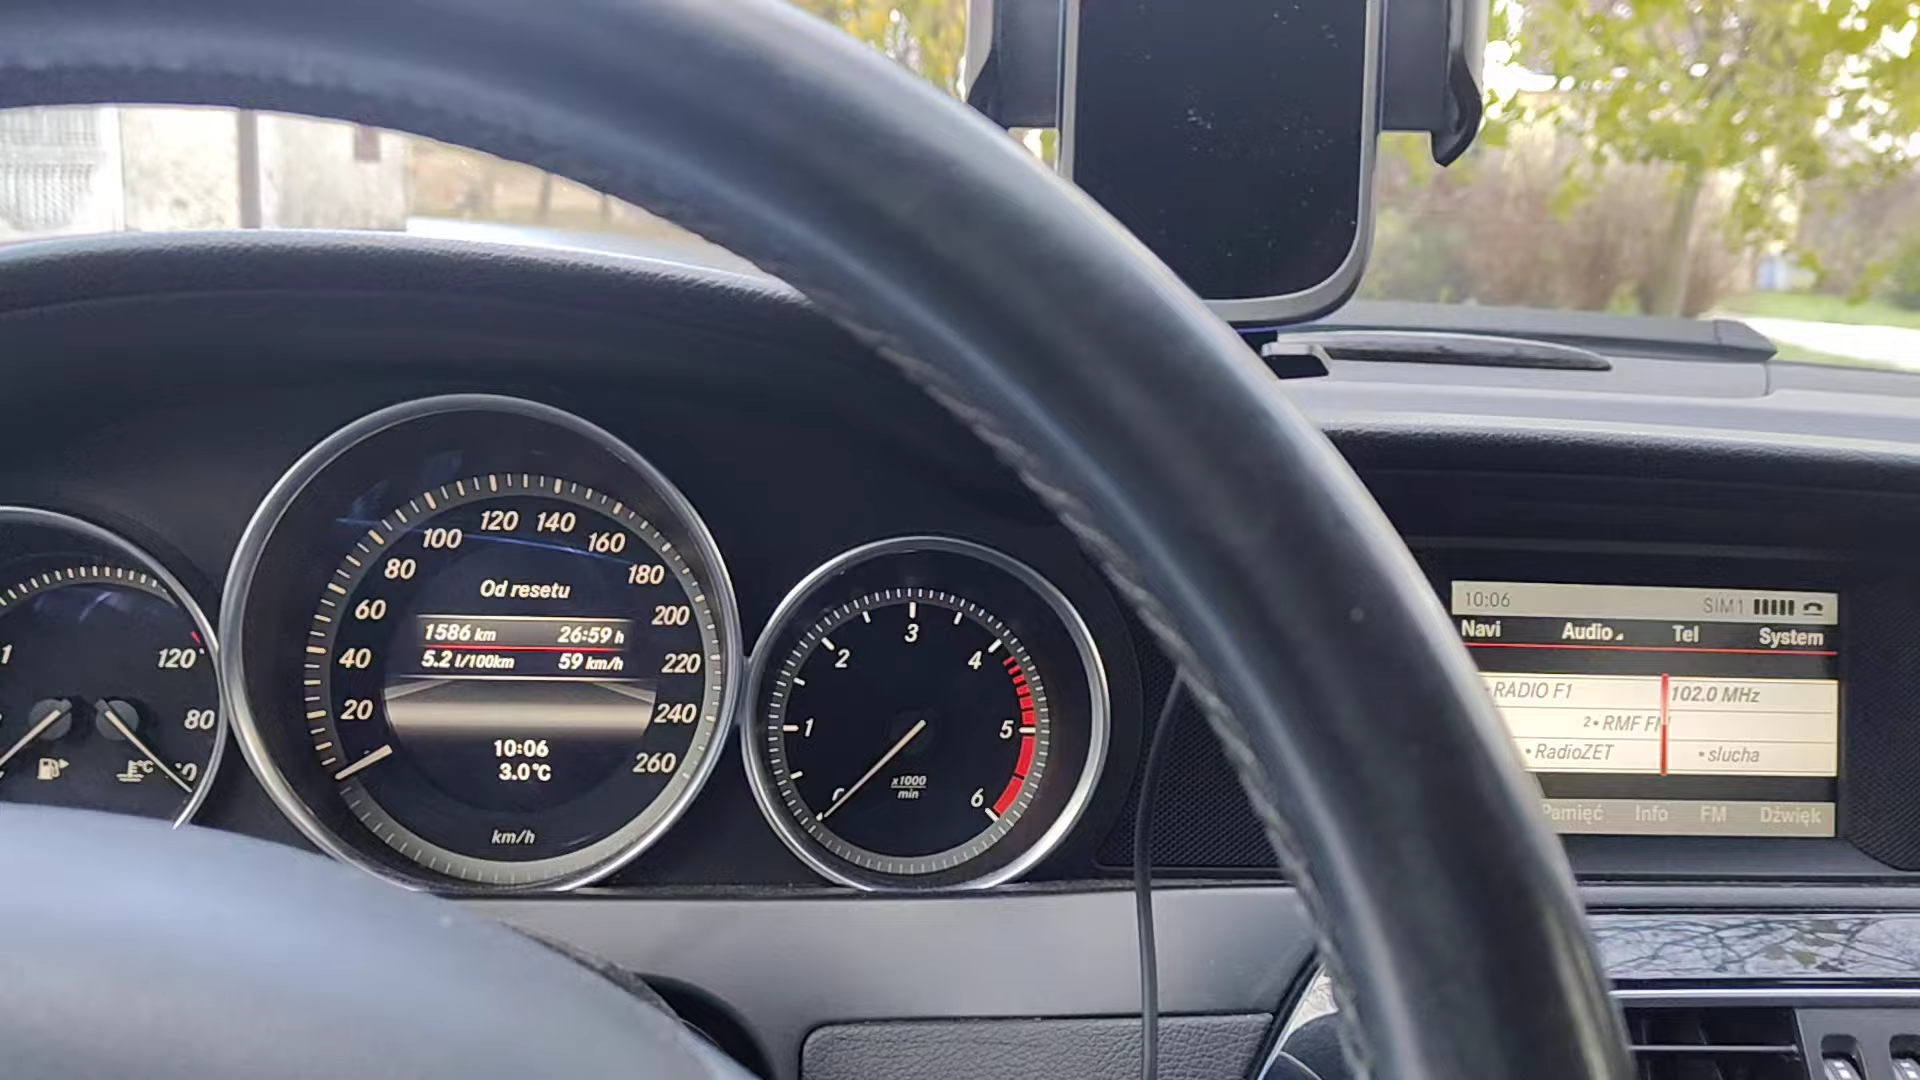 1
120
80
20
40
60
80
100
120
140
160
180
200
220
240
260
Od resetu
1586 km 26:59 h
5.2 l/100km 59 km/h
10:06
3.0°C
km/h
1
2
3
4
5
6
x1000
min
10:06 SIM1
Navi Audio Tel System
RADIO F1 102.0 MHz
2•RMF FM
•RadioZET •slucha
Pamięć Info FM Dźwięk